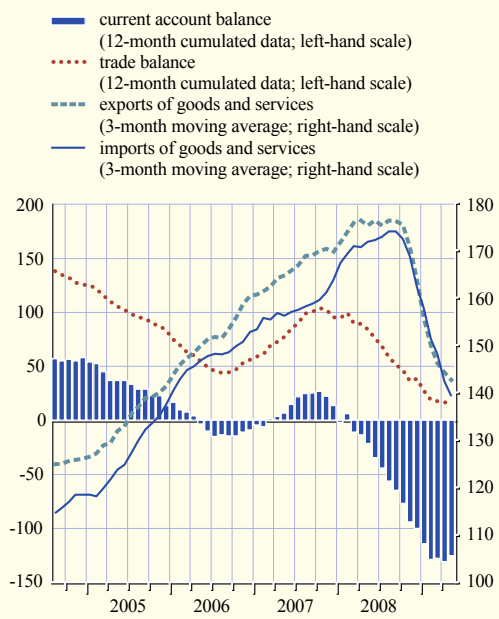 current account balance
(12-month cumulated data; left-hand scale)
trade balance
(12-month cumulated data; left-hand scale)
exports of goods and services
(3-month moving average; right-hand scale)
imports of goods and services
(3-month moving average; right-hand scale)
200 180
150 170
100 160
50 150
0 140
-50 130
-100 120
-150 110
100
2005 2006 2007 2008